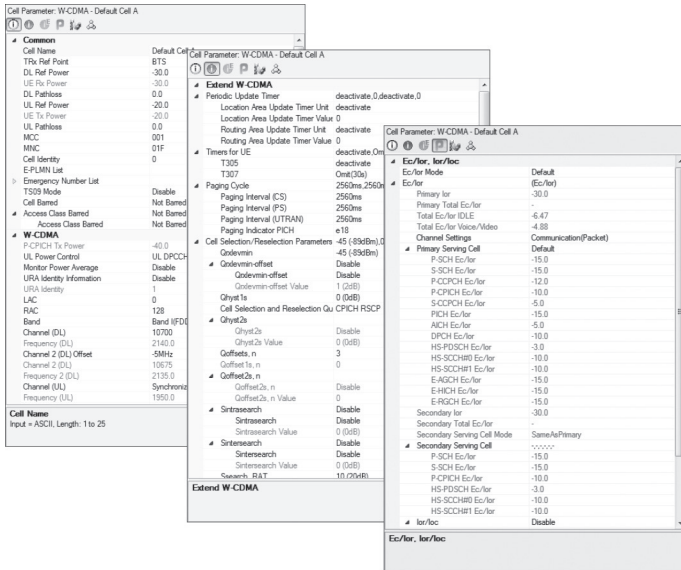 Cell Parameter: W-CDMA - Default Cell A
Common
Cell Name Default Cell A
TRx Ref Point BTS
DL Ref Power -30.0
UE Rx Power -30.0
DL Pathloss 0.0
UL Ref Power -20.0
UE Tx Power -20.0
UL Pathloss 0.0
MCC 001
MNC 01F
Cell Identity 0
E-PLMN List
Emergency Number List
TS09 Mode Disable
Cell Barred Not Barred
Access Class Barred Not Barred
Access Class Barred Not Barred
W-CDMA
P-CPICH Tx Power -40.0
UL Power Control UL DPCCH
Monitor Power Average Disable
URA Identity Information Disable
URA Identity 1
LAC 0
RAC 128
Band Band I(FDD
Channel (DL) 10700
Frequency (DL) 2140.0
Channel 2 (DL) Offset -5MHz
Channel 2 (DL) 10675
Frequency 2 (DL) 2135.0
Channel (UL) Synchroniz
Frequency (UL) 1950.0
Cell Name
Input = ASCII, Length: 1 to 25
Cell Parameter: W-CDMA - Default Cell A
Extend W-CDMA
Periodic Update Timer deactivate,0,deactivate,0
Location Area Update Timer Unit deactivate
Location Area Update Timer Value 0
Routing Area Update Timer Unit deactivate
Routing Area Update Timer Value 0
Timers for UE deactivate,Om
T305 deactivate
T307 Omit(30s)
Paging Cycle 2560ms,2560m
Paging Interval (CS) 2560ms
Paging Interval (PS) 2560ms
Paging Interval (UTRAN) 2560ms
Paging Indicator PICH e18
Cell Selection/Reselection Parameters -45 (-89dBm),0
Qrxlevmin -45 (-89dBm)
Qrxlevmin-offset Disable
Qrxlevmin-offset Disable
Qrxlevmin-offset Value 1 (2dB)
Qhyst1s 0 (0dB)
Cell Selection and Reselection Qu CPICH RSCP
Qhyst2s
Qhyst2s Disable
Qhyst2s Value 0 (0dB)
Qoffsets, n 3
Qoffset1s, n 0
Qoffset2s, n
Qoffset2s, n Disable
Qoffset2s, n Value 0
Sintrasearch Disable
Sintrasearch Disable
Sintrasearch Value 0 (0dB)
Sintersearch Disable
Sintersearch Disable
Sintersearch Value 0 (0dB)
Ssearch, RAT 10 (20dB)
Extend W-CDMA
Cell Parameter: W-CDMA - Default Cell A
Ec/Ior, Ior/Ioc
Ec/Ior Mode Default
Ec/Ior (Ec/Ior)
Primary Ior -30.0
Primary Total Ec/Ior -
Total Ec/Ior IDLE -6.47
Total Ec/Ior Voice/Video -4.88
Channel Settings Communication(Packet)
Primary Serving Cell Default
P-SCH Ec/Ior -15.0
S-SCH Ec/Ior -15.0
P-CCPCH Ec/Ior -12.0
P-CPICH Ec/Ior -10.0
S-CCPCH Ec/Ior -5.0
PICH Ec/Ior -15.0
AICH Ec/Ior -5.0
DPCH Ec/Ior -10.0
HS-PDSCH Ec/Ior -3.0
HS-SCCH#0 Ec/Ior -10.0
HS-SCCH#1 Ec/Ior -10.0
E-AGCH Ec/Ior -15.0
E-HICH Ec/Ior -15.0
E-RGCH Ec/Ior -15.0
Secondary Ior -30.0
Secondary Total Ec/Ior -
Secondary Serving Cell Mode SameAsPrimary
Secondary Serving Cell -,-,-,-,-,-
P-SCH Ec/Ior -15.0
S-SCH Ec/Ior -15.0
P-CPICH Ec/Ior -10.0
HS-PDSCH Ec/Ior -3.0
HS-SCCH#0 Ec/Ior -10.0
HS-SCCH#1 Ec/Ior -10.0
Ior/Ioc Disable
Ec/Ior, Ior/Ioc